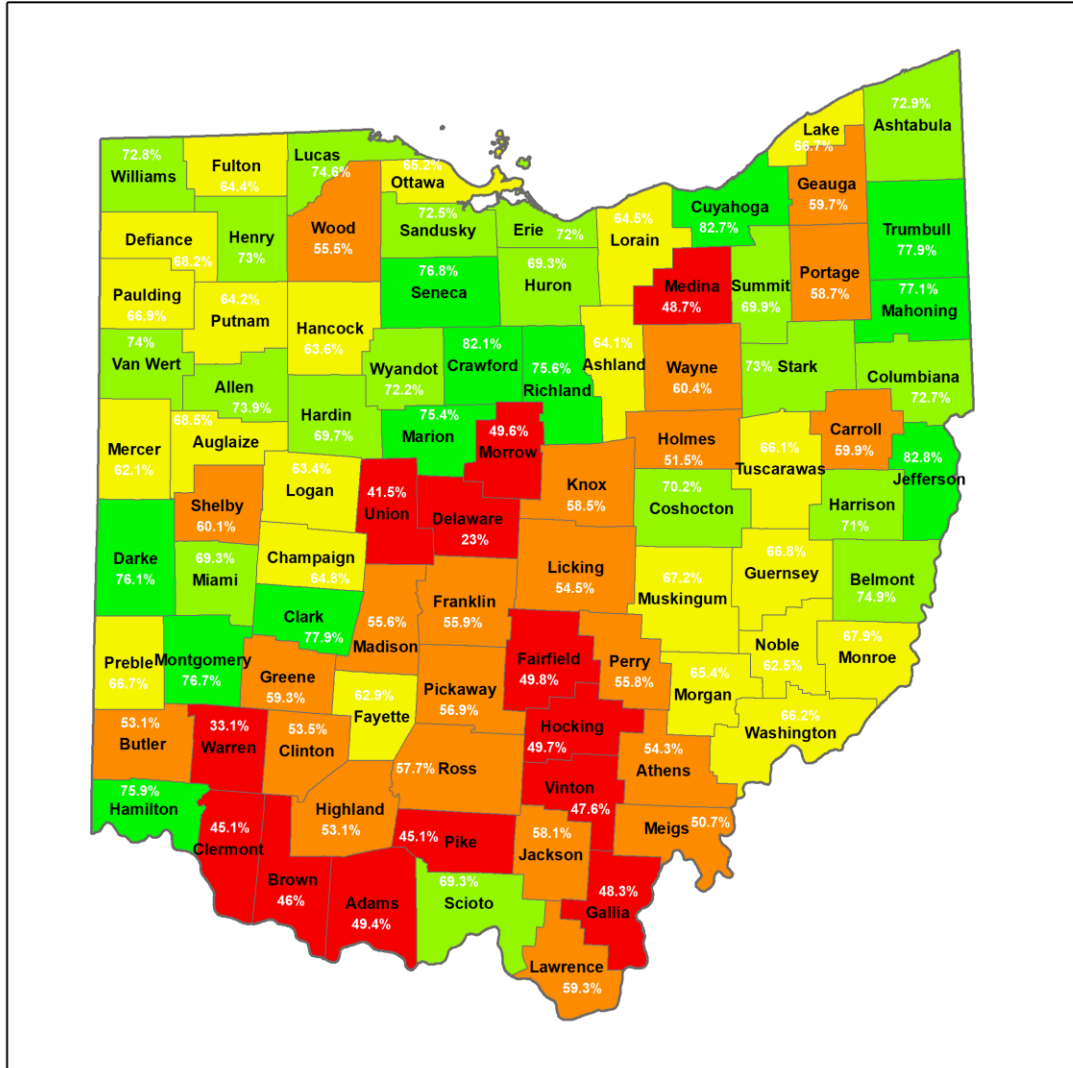 72.9%
Ashtabula
Lake
66.7%
72.8%
Williams
Fulton
64.4%
Lucas
74.6%
65.2%
Ottawa
Geauga
59.7%
Cuyahoga
82.7%
Trumbull
77.9%
Defiance
68.2%
Henry
73%
Wood
55.5%
72.5%
Sandusky
Erie 72%
64.5%
Lorain
Paulding
66.9%
64.2%
Putnam
Hancock
63.6%
76.8%
Seneca
69.3%
Huron
Medina
48.7%
Summit
69.9%
Portage
58.7%
77.1%
Mahoning
74%
Van Wert
Allen
73.9%
Wyandot
72.2%
82.1%
Crawford
75.6%
Richland
64.1%
Ashland
Wayne
60.4%
73% Stark
Columbiana
72.7%
Mercer
62.1%
68.5%
Auglaize
Hardin
69.7%
75.4%
Marion
49.6%
Morrow
Holmes
51.5%
66.1%
Tuscarawas
Carroll
59.9%
82.8%
Jefferson
Shelby
60.1%
63.4%
Logan
41.5%
Union
Delaware
23%
Knox
58.5%
70.2%
Coshocton
Harrison
71%
Darke
76.1%
69.3%
Miami
Champaign
64.8%
Licking
54.5%
67.2%
Muskingum
66.8%
Guernsey
Belmont
74.9%
Clark
77.9%
55.6%
Madison
Franklin
55.9%
Preble
66.7%
Montgomery
76.7%
Greene
59.3%
62.9%
Fayette
Pickaway
56.9%
Fairfield
49.8%
Perry
55.8%
65.4%
Morgan
Noble
62.5%
67.9%
Monroe
53.1%
Butler
33.1%
Warren
53.5%
Clinton
57.7% Ross
Hocking
49.7%
54.3%
Athens
66.2%
Washington
75.9%
Hamilton
45.1%
Clermont
Highland
53.1%
45.1% Pike
Vinton
47.6%
58.1%
Jackson
Meigs 50.7%
Brown
46%
Adams
49.4%
69.3%
Scioto
48.3%
Gallia
Lawrence
59.3%